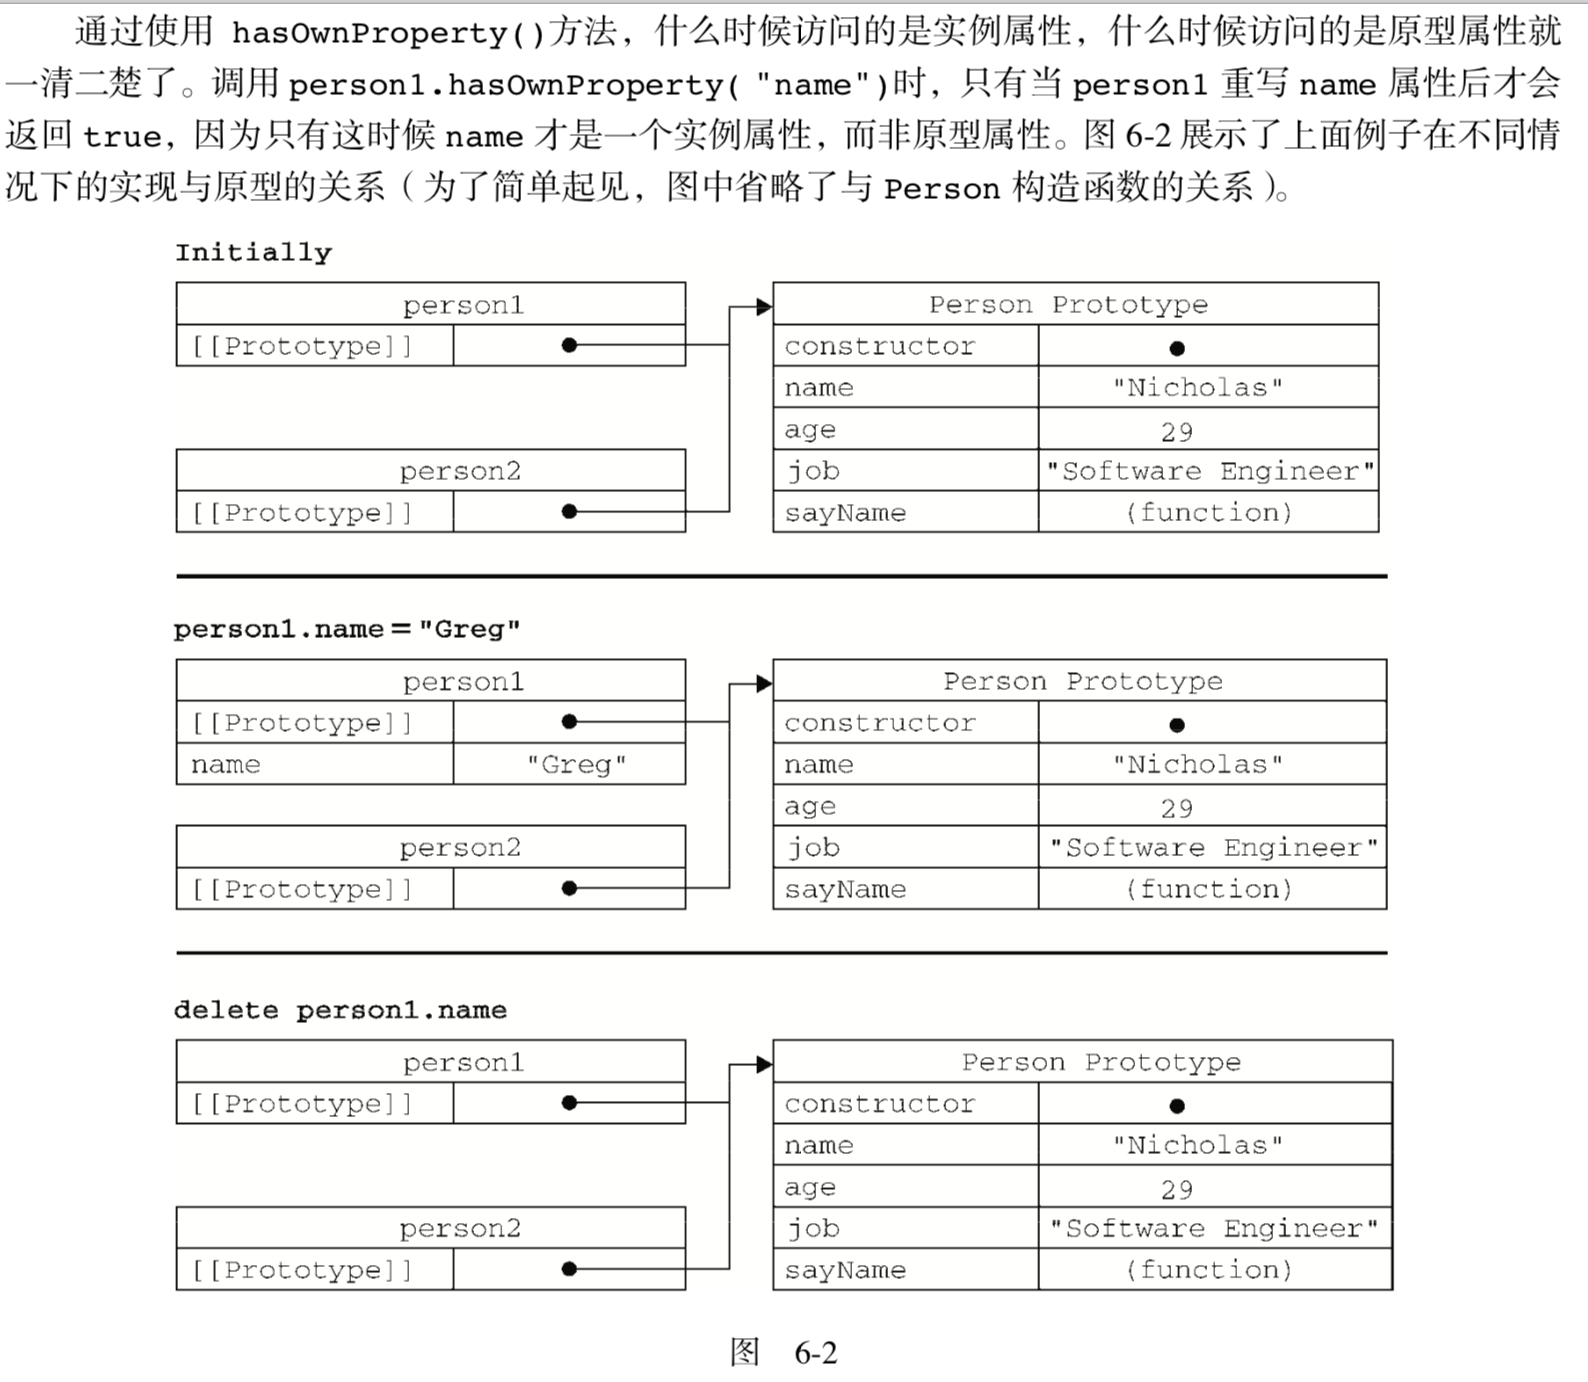 通过使用 hasOwnProperty()方法，什么时候访问的是实例属性，什么时候访问的是原型属性就
一清二楚了。调用 person1.hasOwnProperty( "name")时，只有当 person1 重写 name 属性后才会
返回 true，因为只有这时候 name 才是一个实例属性，而非原型属性。图 6-2 展示了上面例子在不同情
况下的实现与原型的关系（为了简单起见，图中省略了与 Person 构造函数的关系）。
Initially
person1
[[Prototype]]
person2
[[Prototype]]
Person Prototype
constructor
name "Nicholas"
age 29
job "Software Engineer"
sayName (function)
person1.name = "Greg"
person1
[[Prototype]]
name "Greg"
person2
[[Prototype]]
Person Prototype
constructor
name "Nicholas"
age 29
job "Software Engineer"
sayName (function)
delete person1.name
person1
[[Prototype]]
person2
[[Prototype]]
Person Prototype
constructor
name "Nicholas"
age 29
job "Software Engineer"
sayName (function)
图 6-2